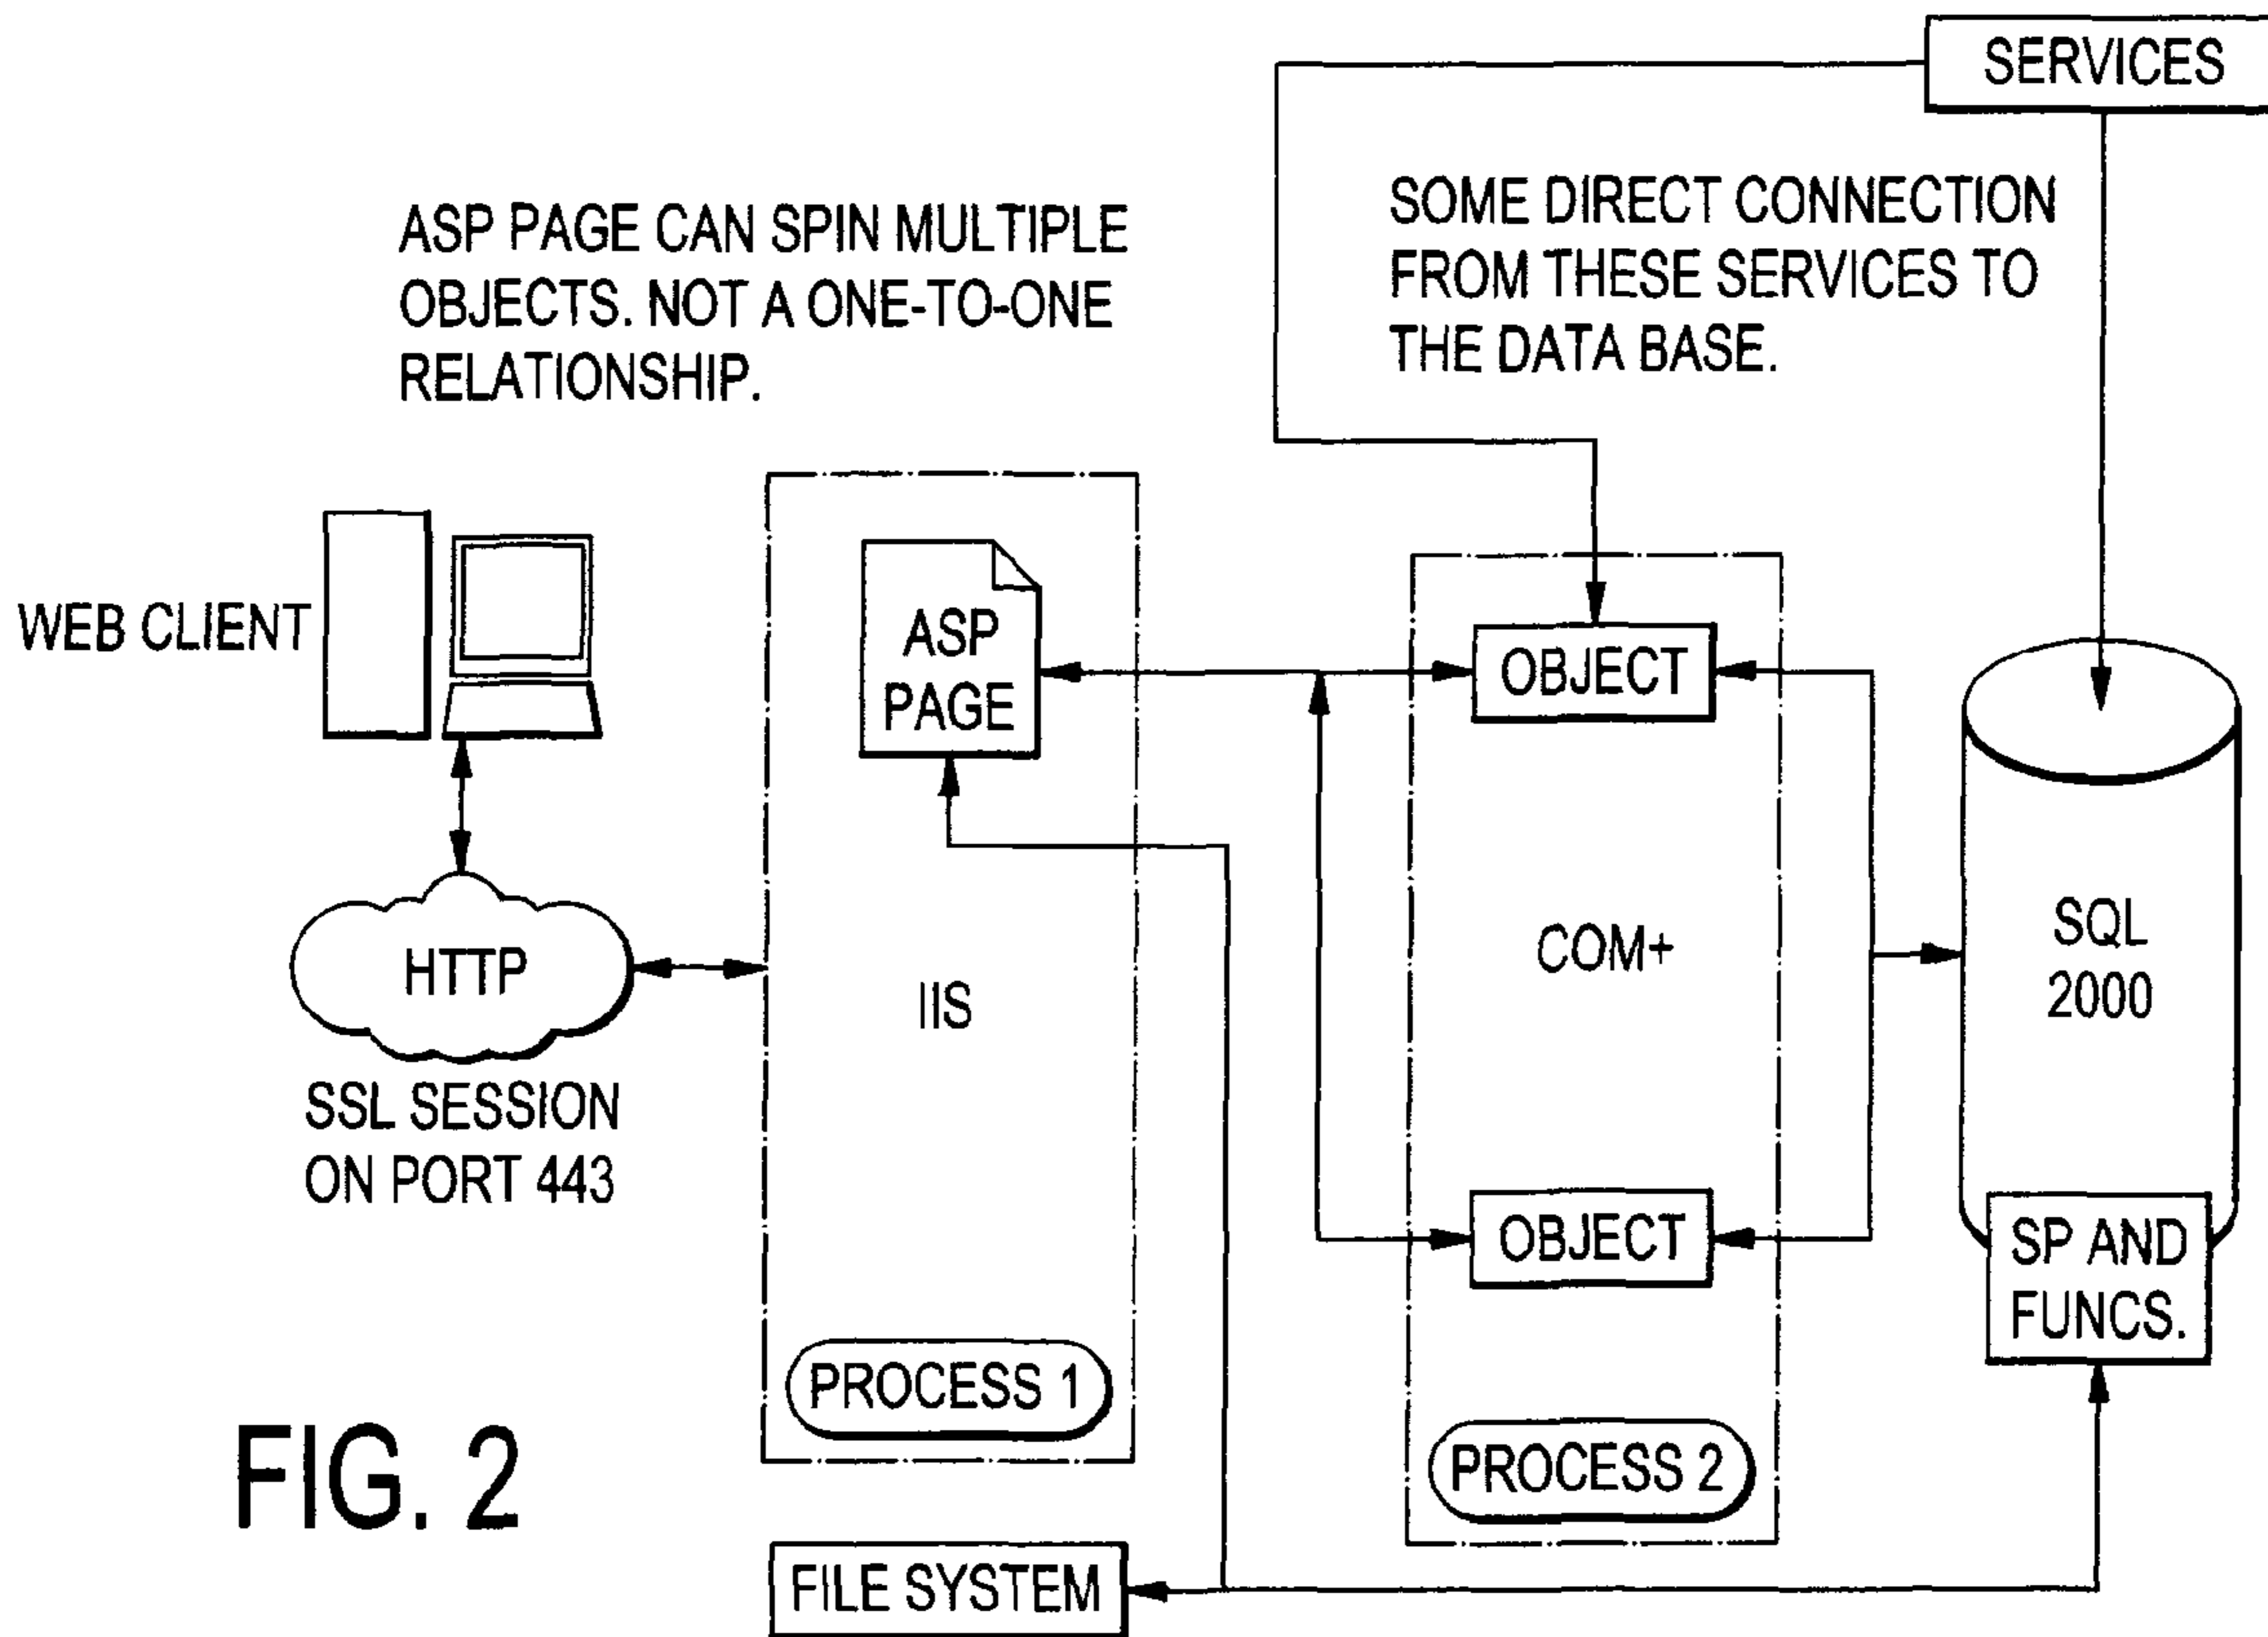 SERVICES
ASP PAGE CAN SPIN MULTIPLE
OBJECTS. NOT A ONE-TO-ONE
RELATIONSHIP.
SOME DIRECT CONNECTION
FROM THESE SERVICES TO
THE DATA BASE.
WEB CLIENT
ASP
PAGE
OBJECT
HTTP
IIS
COM+
SQL
2000
SSL SESSION
ON PORT 443
OBJECT
SP AND
FUNCS.
PROCESS 1
PROCESS 2
FIG. 2
FILE SYSTEM